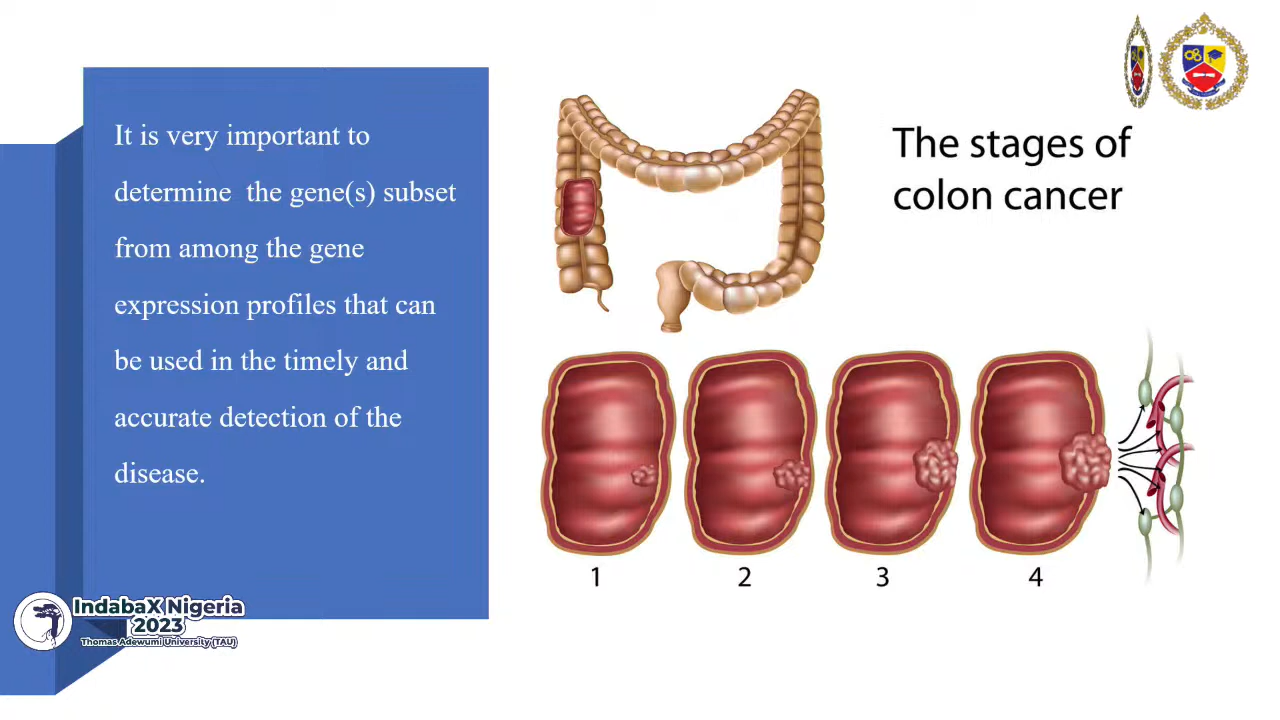 It is very important to
determine the gene(s) subset
from among the gene
expression profiles that can
be used in the timely and
accurate detection of the
disease.
The stages of
colon cancer
1
2
3
4
IndabaX Nigeria
2023
Thomas Adewumi University (TAU)